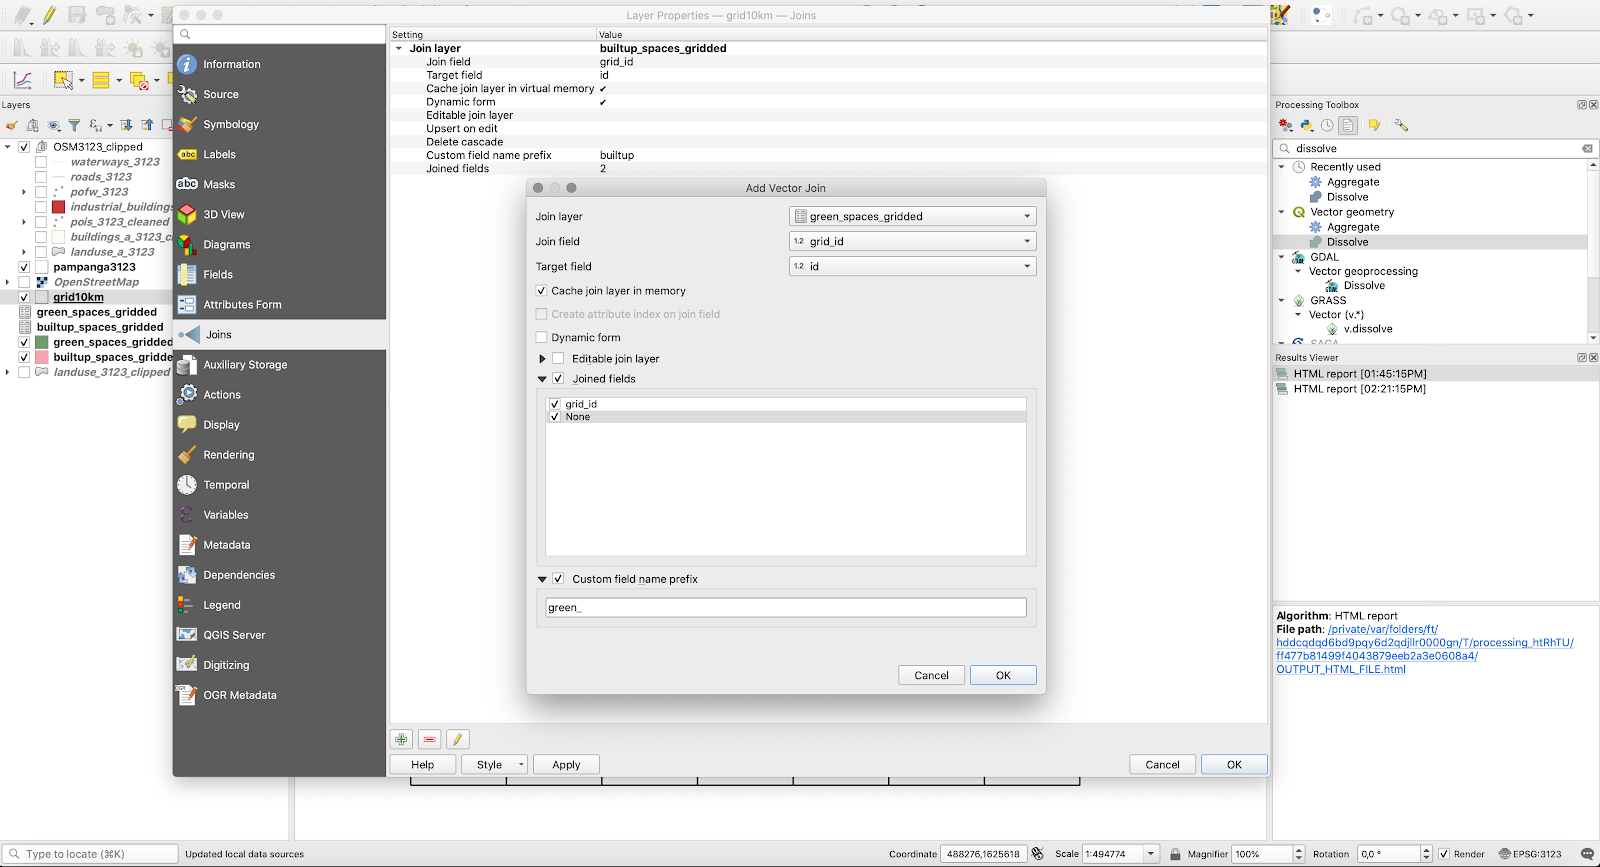 Layer Properties — grid10km — Joins
Layers
OSM3123_clipped
waterways_3123
roads_3123
pofw_3123
industrial_buildings
pois_3123_cleaned
buildings_a_3123_c
landuse_a_3123
pampanga3123
OpenStreetMap
grid10km
green_spaces_gridded
builtup_spaces_gridded
green_spaces_gridded
builtup_spaces_gridde
landuse_3123_clipped
Information
Source
Symbology
abc Labels
abc Masks
3D View
Diagrams
Fields
Attributes Form
Joins
Auxiliary Storage
Actions
Display
Rendering
Temporal
Variables
Metadata
Dependencies
Legend
QGIS Server
Digitizing
OGR Metadata
Setting Value
Join layer builtup_spaces_gridded
Join field grid_id
Target field id
Cache join layer in virtual memory ✔
Dynamic form ✔
Editable join layer
Upsert on edit
Delete cascade
Custom field name prefix builtup
Joined fields 2
Add Vector Join
Join layer green_spaces_gridded
Join field 1.2 grid_id
Target field 1.2 id
Cache join layer in memory
Create attribute index on join field
Dynamic form
Editable join layer
Joined fields
grid_id
None
Custom field name prefix
green_
Cancel OK
Help Style Apply Cancel OK
Processing Toolbox
dissolve
Recently used
Aggregate
Dissolve
Vector geometry
Aggregate
Dissolve
GDAL
Vector geoprocessing
Dissolve
GRASS
Vector (v.*)
v.dissolve
SAGA
Results Viewer
HTML report [01:45:15PM]
HTML report [02:21:15PM]
Algorithm: HTML report
File path: /private/var/folders/ft/
hddcqdqd6bd9pqy6d2qdjllr0000gn/T/processing_htRhTU/
ff477b81499f4043879eeb2a3e0608a4/
OUTPUT_HTML_FILE.html
Type to locate (⌘K) Updated local data sources Coordinate 488276,1625618 Scale 1:494774 Magnifier 100% Rotation 0,0 ° Render EPSG:3123